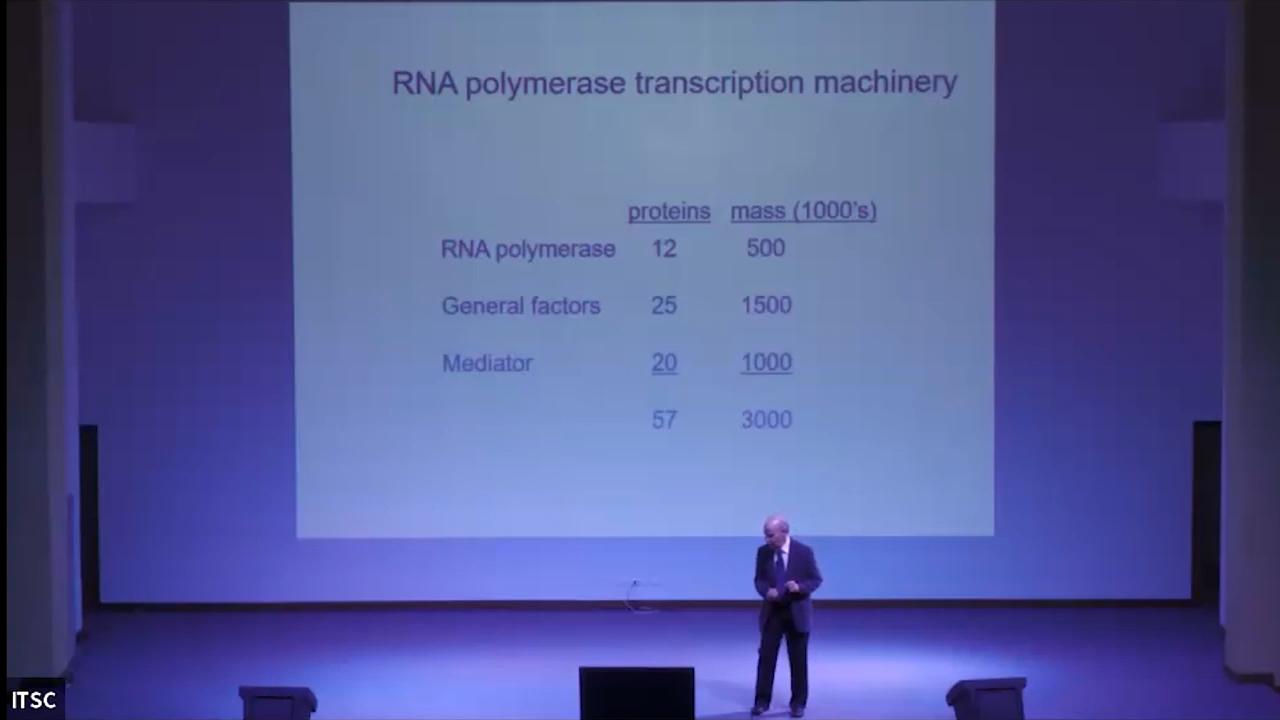 RNA polymerase transcription machinery
proteins mass (1000's)
RNA polymerase 12 500
General factors 25 1500
Mediator 20 1000
57 3000
ITSC